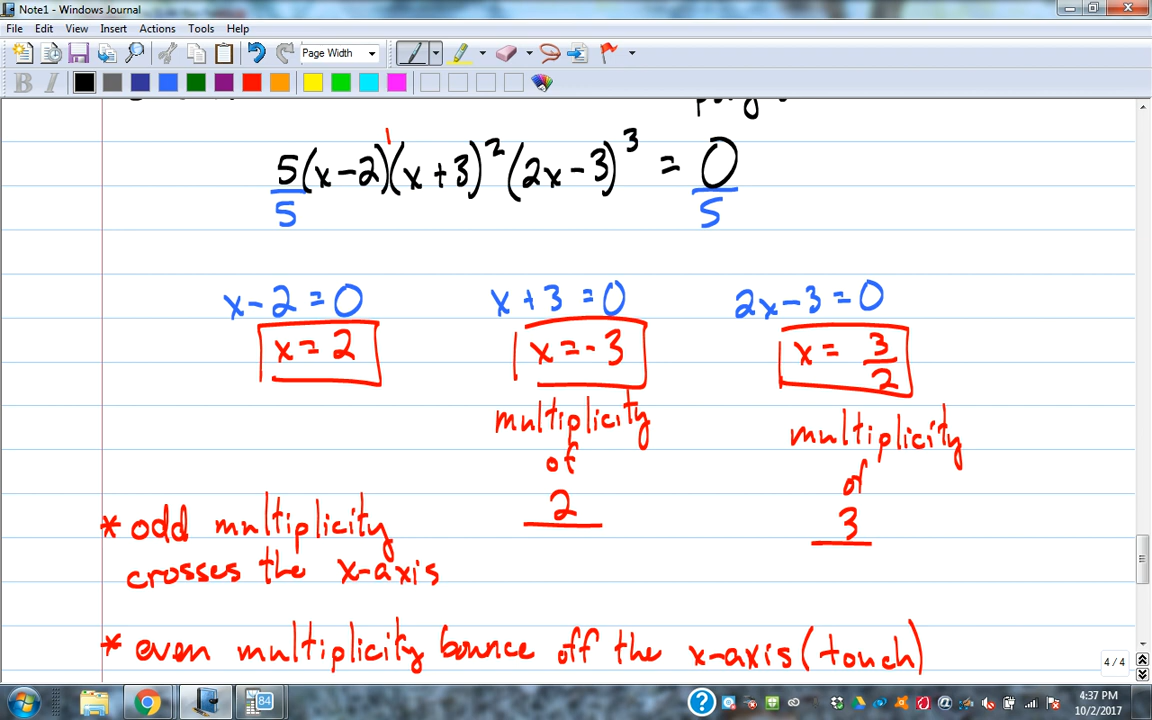 Note1 - Windows Journal
File Edit View Insert Actions Tools Help
Page Width
B I
5(x-2)¹(x+3)²(2x-3)³ = 0
5 5
x-2=0 x+3=0 2x-3=0
x=2 x=-3 x= 3/2
multiplicity multiplicity
of of
2 3
* odd multiplicity
crosses the x-axis
* even multiplicity bounce off the x-axis (touch)
4 / 4
84
4:37 PM
10/2/2017